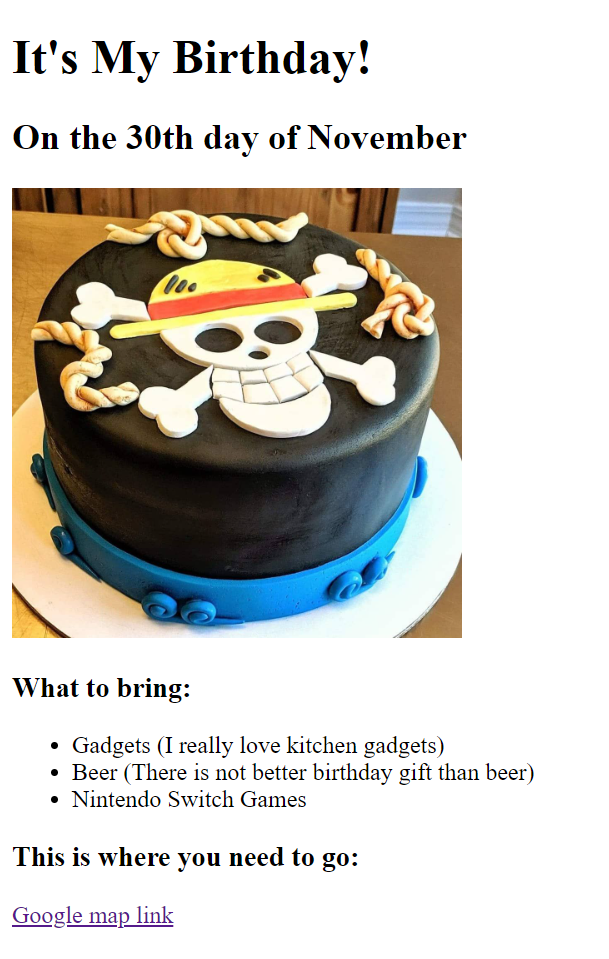 It's My Birthday!
On the 30th day of November
What to bring:
Gadgets (I really love kitchen gadgets)
Beer (There is not better birthday gift than beer)
Nintendo Switch Games
This is where you need to go:
Google map link